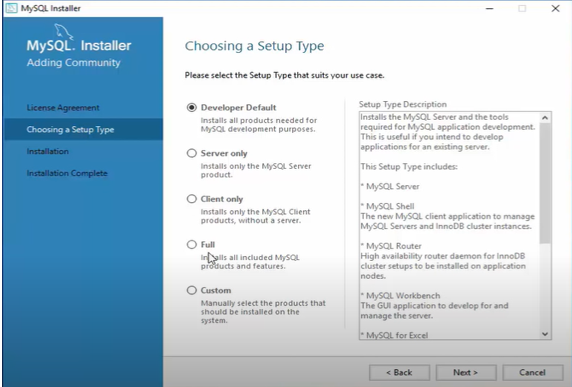 MySQL Installer
MySQL. Installer
Adding Community
License Agreement
Choosing a Setup Type
Installation
Installation Complete
Choosing a Setup Type
Please select the Setup Type that suits your use case.
Developer Default
Installs all products needed for
MySQL development purposes.
Server only
Installs only the MySQL Server
product.
Client only
Installs only the MySQL Client
products, without a server.
Full
Installs all included MySQL
products and features.
Custom
Manually select the products that
should be installed on the
system.
Setup Type Description
Installs the MySQL Server and the tools
required for MySQL application development.
This is useful if you intend to develop
applications for an existing server.
This Setup Type includes:
* MySQL Server
* MySQL Shell
The new MySQL client application to manage
MySQL Servers and InnoDB cluster instances.
* MySQL Router
High availability router daemon for InnoDB
cluster setups to be installed on application
nodes.
* MySQL Workbench
The GUI application to develop for and
manage the server.
* MySQL for Excel
< Back
Next >
Cancel